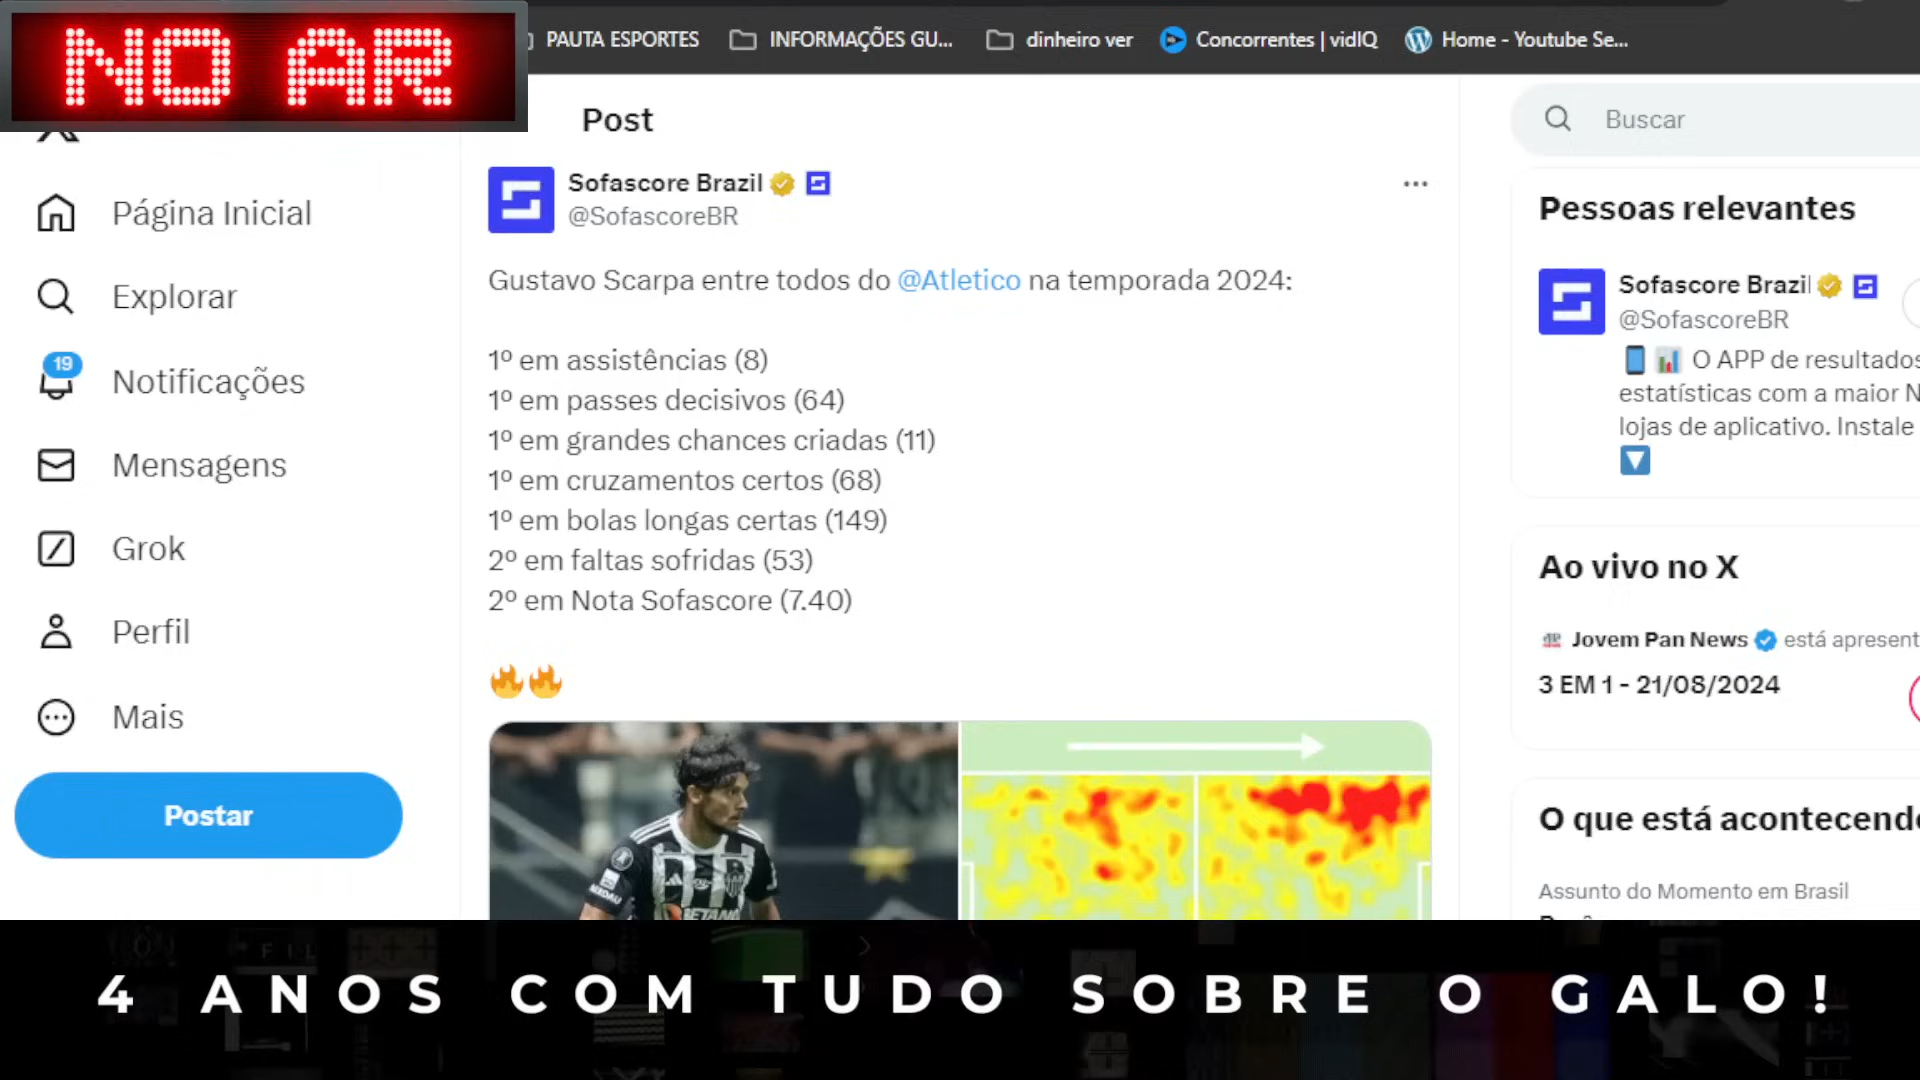 NO AR
PAUTA ESPORTES
INFORMAÇÕES GU...
dinheiro ver
Concorrentes | vidIQ
Home - Youtube Se...
Página Inicial
Explorar
19
Notificações
Mensagens
Grok
Perfil
Mais
Postar
Post
Sofascore Brazil
@SofascoreBR
Gustavo Scarpa entre todos do @Atletico na temporada 2024:
1º em assistências (8)
1º em passes decisivos (64)
1º em grandes chances criadas (11)
1º em cruzamentos certos (68)
1º em bolas longas certas (149)
2º em faltas sofridas (53)
2º em Nota Sofascore (7.40)
🔥🔥
BETANO
Buscar
Pessoas relevantes
Sofascore Brazil
@SofascoreBR
📱📊 O APP de resultados
estatísticas com a maior N
lojas de aplicativo. Instale
Ao vivo no X
Jovem Pan News está apresent
3 EM 1 - 21/08/2024
O que está acontecendo
Assunto do Momento em Brasil
4 ANOS COM TUDO SOBRE O GALO!